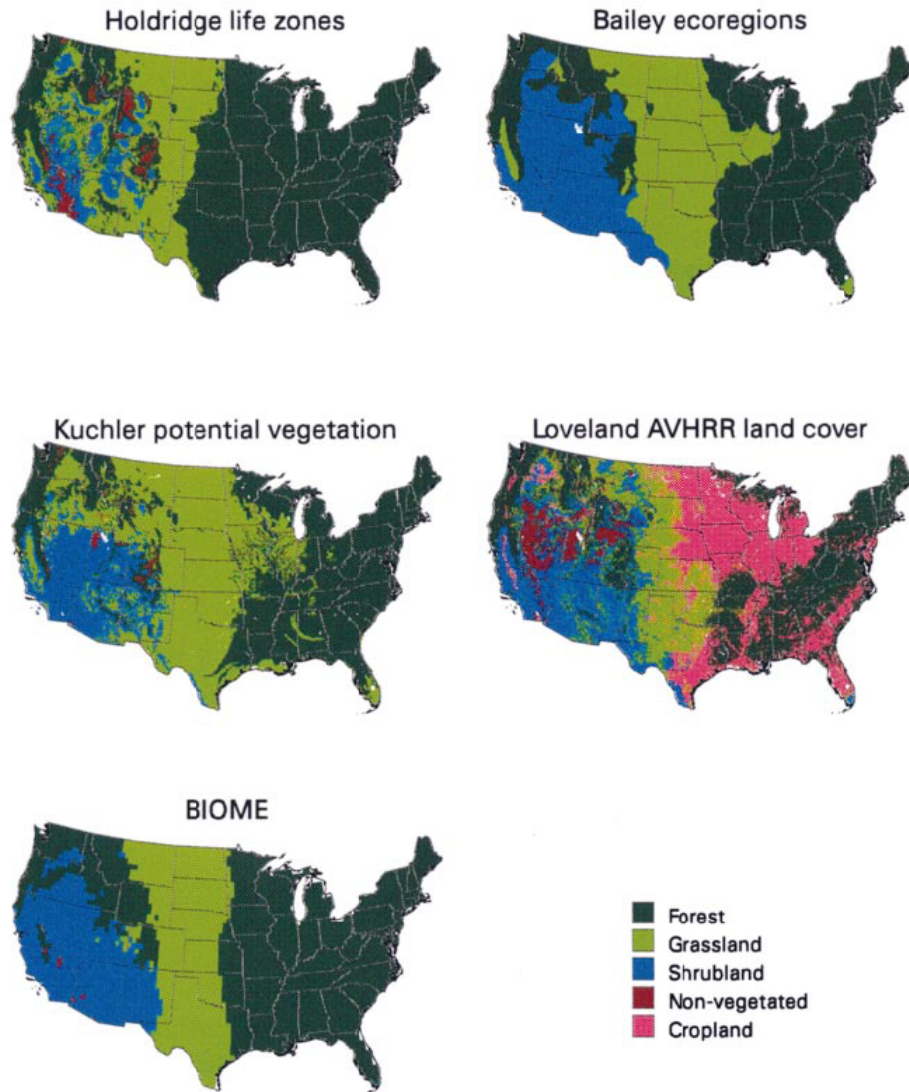 Holdridge life zones
Bailey ecoregions
Kuchler potential vegetation
Loveland AVHRR land cover
BIOME
Forest
Grassland
Shrubland
Non-vegetated
Cropland